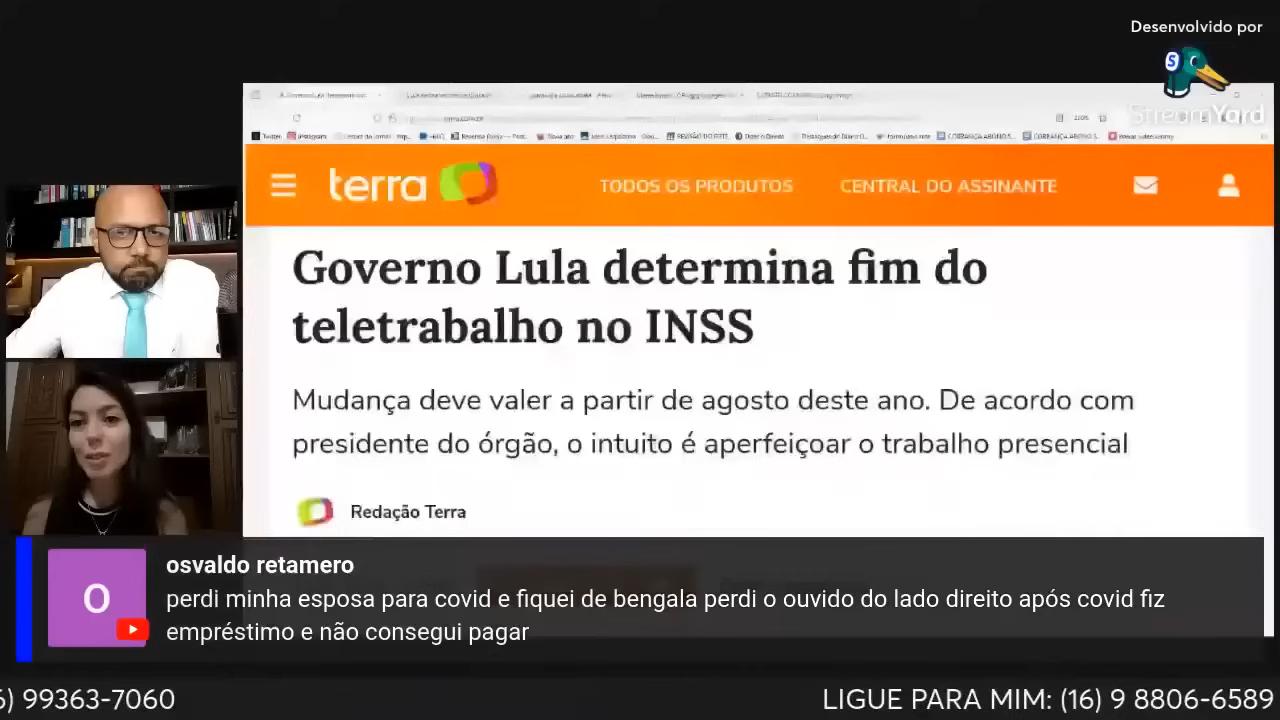 Desenvolvido por
StreamYard
terra
TODOS OS PRODUTOS
CENTRAL DO ASSINANTE
Governo Lula determina fim do
teletrabalho no INSS
Mudança deve valer a partir de agosto deste ano. De acordo com
presidente do órgão, o intuito é aperfeiçoar o trabalho presencial
Redação Terra
O
osvaldo retamero
perdi minha esposa para covid e fiquei de bengala perdi o ouvido do lado direito após covid fiz
empréstimo e não consegui pagar
) 99363-7060
LIGUE PARA MIM: (16) 9 8806-6589